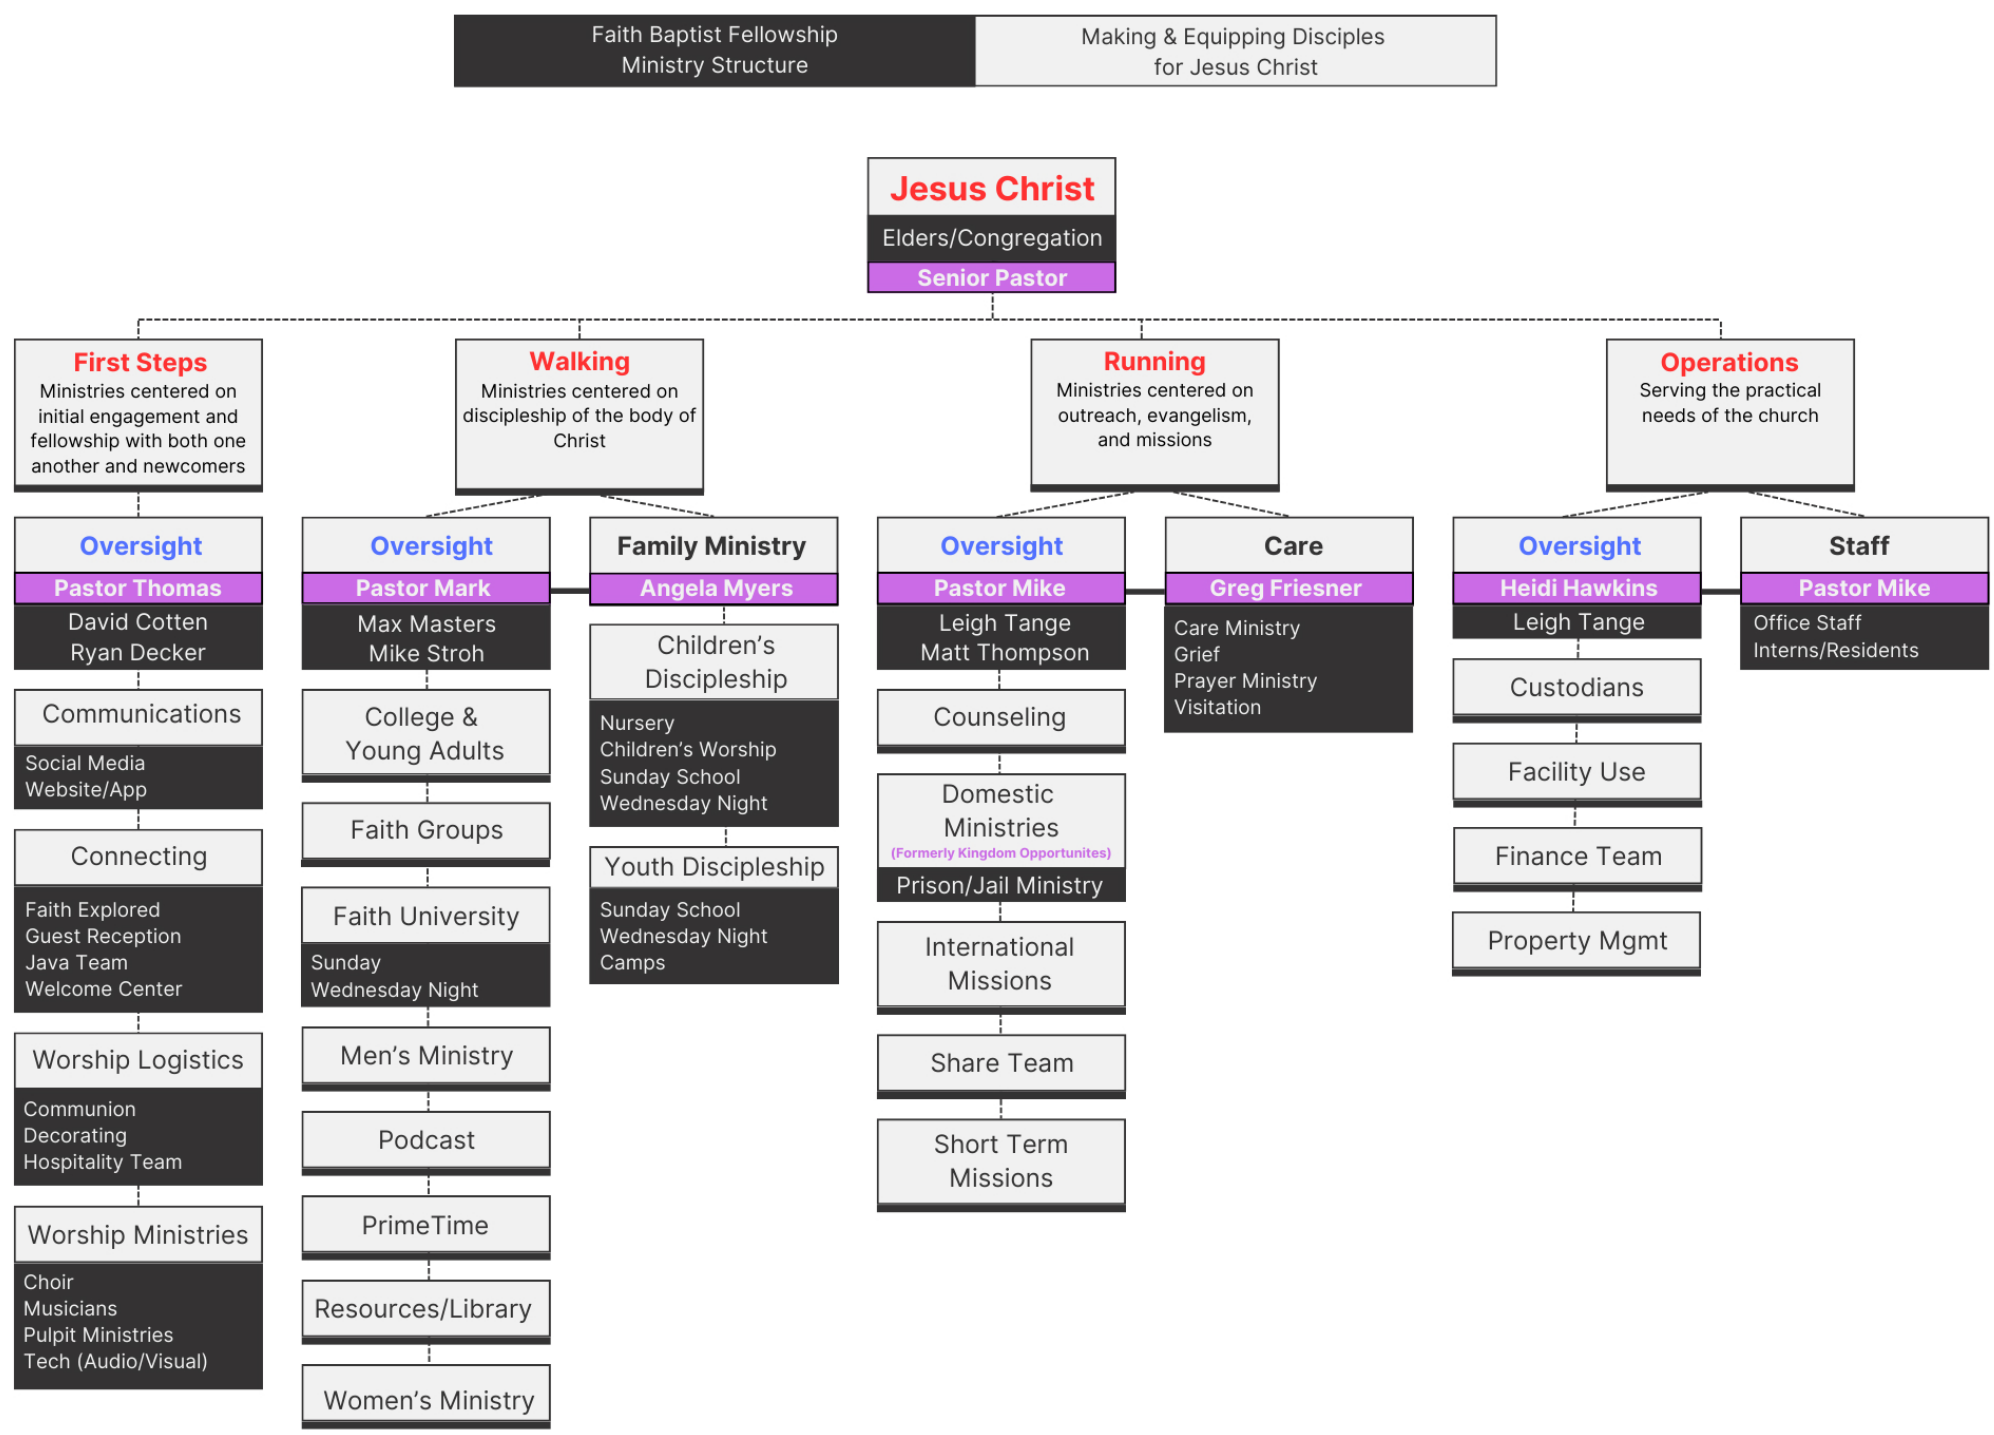 Faith Baptist Fellowship
Ministry Structure
Making & Equipping Disciples
for Jesus Christ
Jesus Christ
Elders/Congregation
Senior Pastor
First Steps
Ministries centered on
initial engagement and
fellowship with both one
another and newcomers
Oversight
Pastor Thomas
David Cotten
Ryan Decker
Communications
Social Media
Website/App
Connecting
Faith Explored
Guest Reception
Java Team
Welcome Center
Worship Logistics
Communion
Decorating
Hospitality Team
Worship Ministries
Choir
Musicians
Pulpit Ministries
Tech (Audio/Visual)
Walking
Ministries centered on
discipleship of the body of
Christ
Oversight
Pastor Mark
Max Masters
Mike Stroh
College &
Young Adults
Faith Groups
Faith University
Sunday
Wednesday Night
Men's Ministry
Podcast
PrimeTime
Resources/Library
Women's Ministry
Family Ministry
Angela Myers
Children's
Discipleship
Nursery
Children's Worship
Sunday School
Wednesday Night
Youth Discipleship
Sunday School
Wednesday Night
Camps
Running
Ministries centered on
outreach, evangelism,
and missions
Oversight
Pastor Mike
Leigh Tange
Matt Thompson
Counseling
Domestic
Ministries
(Formerly Kingdom Opportunites)
Prison/Jail Ministry
International
Missions
Share Team
Short Term
Missions
Care
Greg Friesner
Care Ministry
Grief
Prayer Ministry
Visitation
Operations
Serving the practical
needs of the church
Oversight
Heidi Hawkins
Leigh Tange
Custodians
Facility Use
Finance Team
Property Mgmt
Staff
Pastor Mike
Office Staff
Interns/Residents